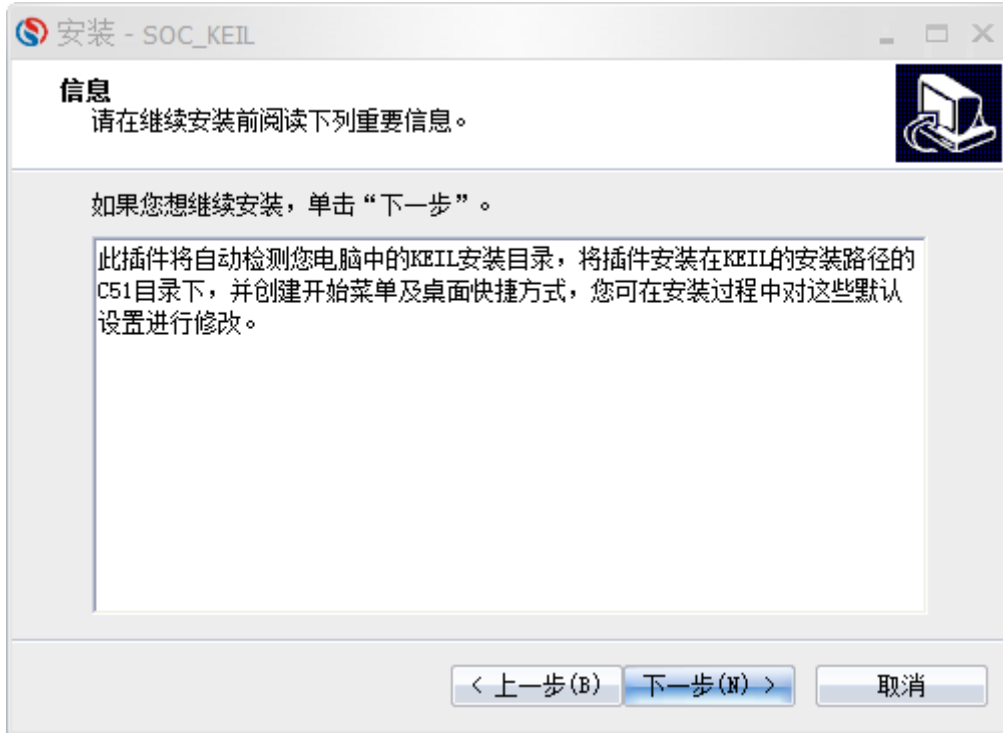 安装 - SOC_KEIL
信息
请在继续安装前阅读下列重要信息。
如果您想继续安装，单击“下一步”。
此插件将自动检测您电脑中的KEIL安装目录，将插件安装在KEIL的安装路径的
C51目录下，并创建开始菜单及桌面快捷方式，您可在安装过程中对这些默认
设置进行修改。
< 上一步(B) 下一步(N) > 取消